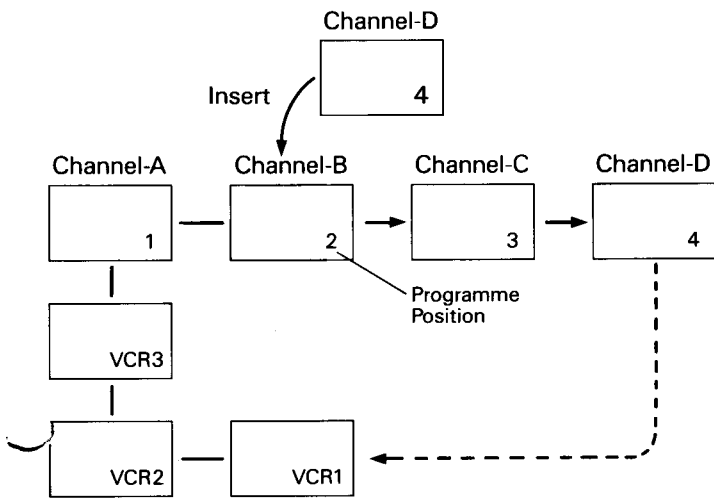 Channel-D
4
Insert
Channel-A
Channel-B
Channel-C
Channel-D
1
2
3
4
Programme
Position
VCR3
VCR2
VCR1